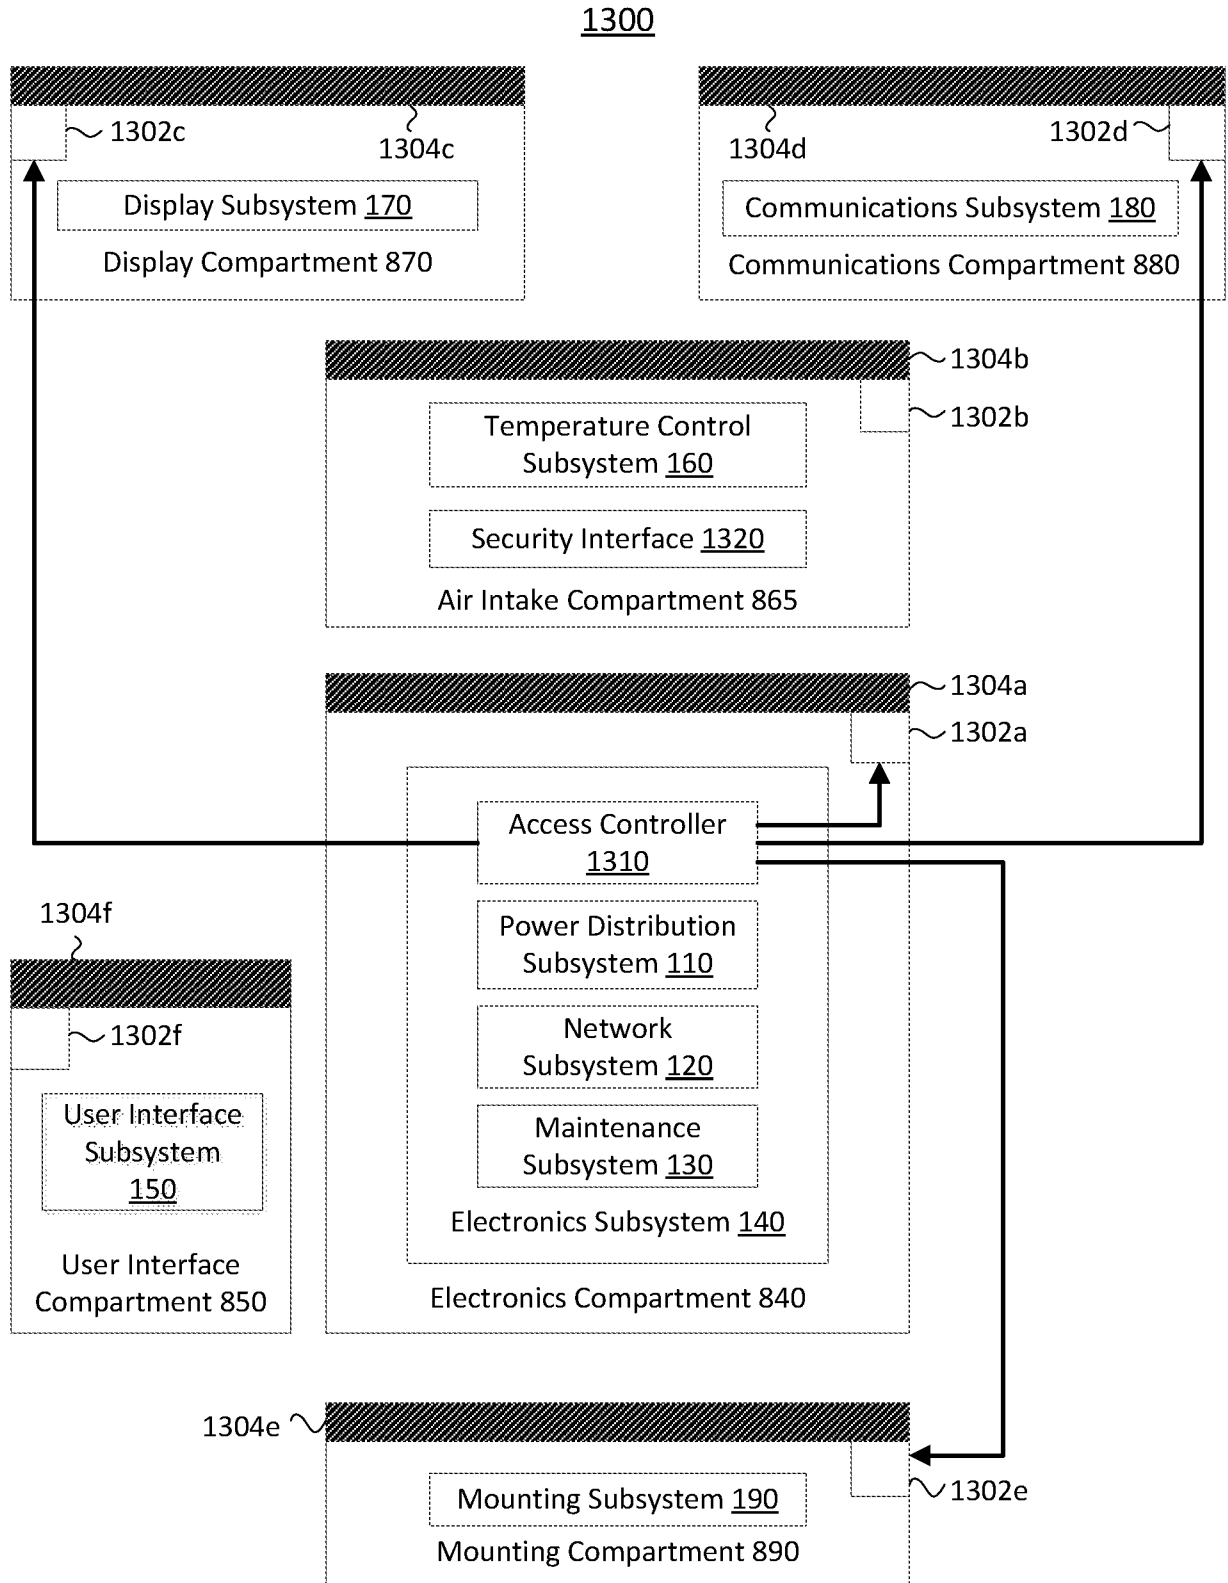 1300
1302c
1304c
Display Subsystem 170
Display Compartment 870
1304d
1302d
Communications Subsystem 180
Communications Compartment 880
1304b
1302b
Temperature Control
Subsystem 160
Security Interface 1320
Air Intake Compartment 865
1304a
1302a
Access Controller
1310
Power Distribution
Subsystem 110
Network
Subsystem 120
Maintenance
Subsystem 130
Electronics Subsystem 140
Electronics Compartment 840
1304f
1302f
User Interface
Subsystem
150
User Interface
Compartment 850
1304e
1302e
Mounting Subsystem 190
Mounting Compartment 890